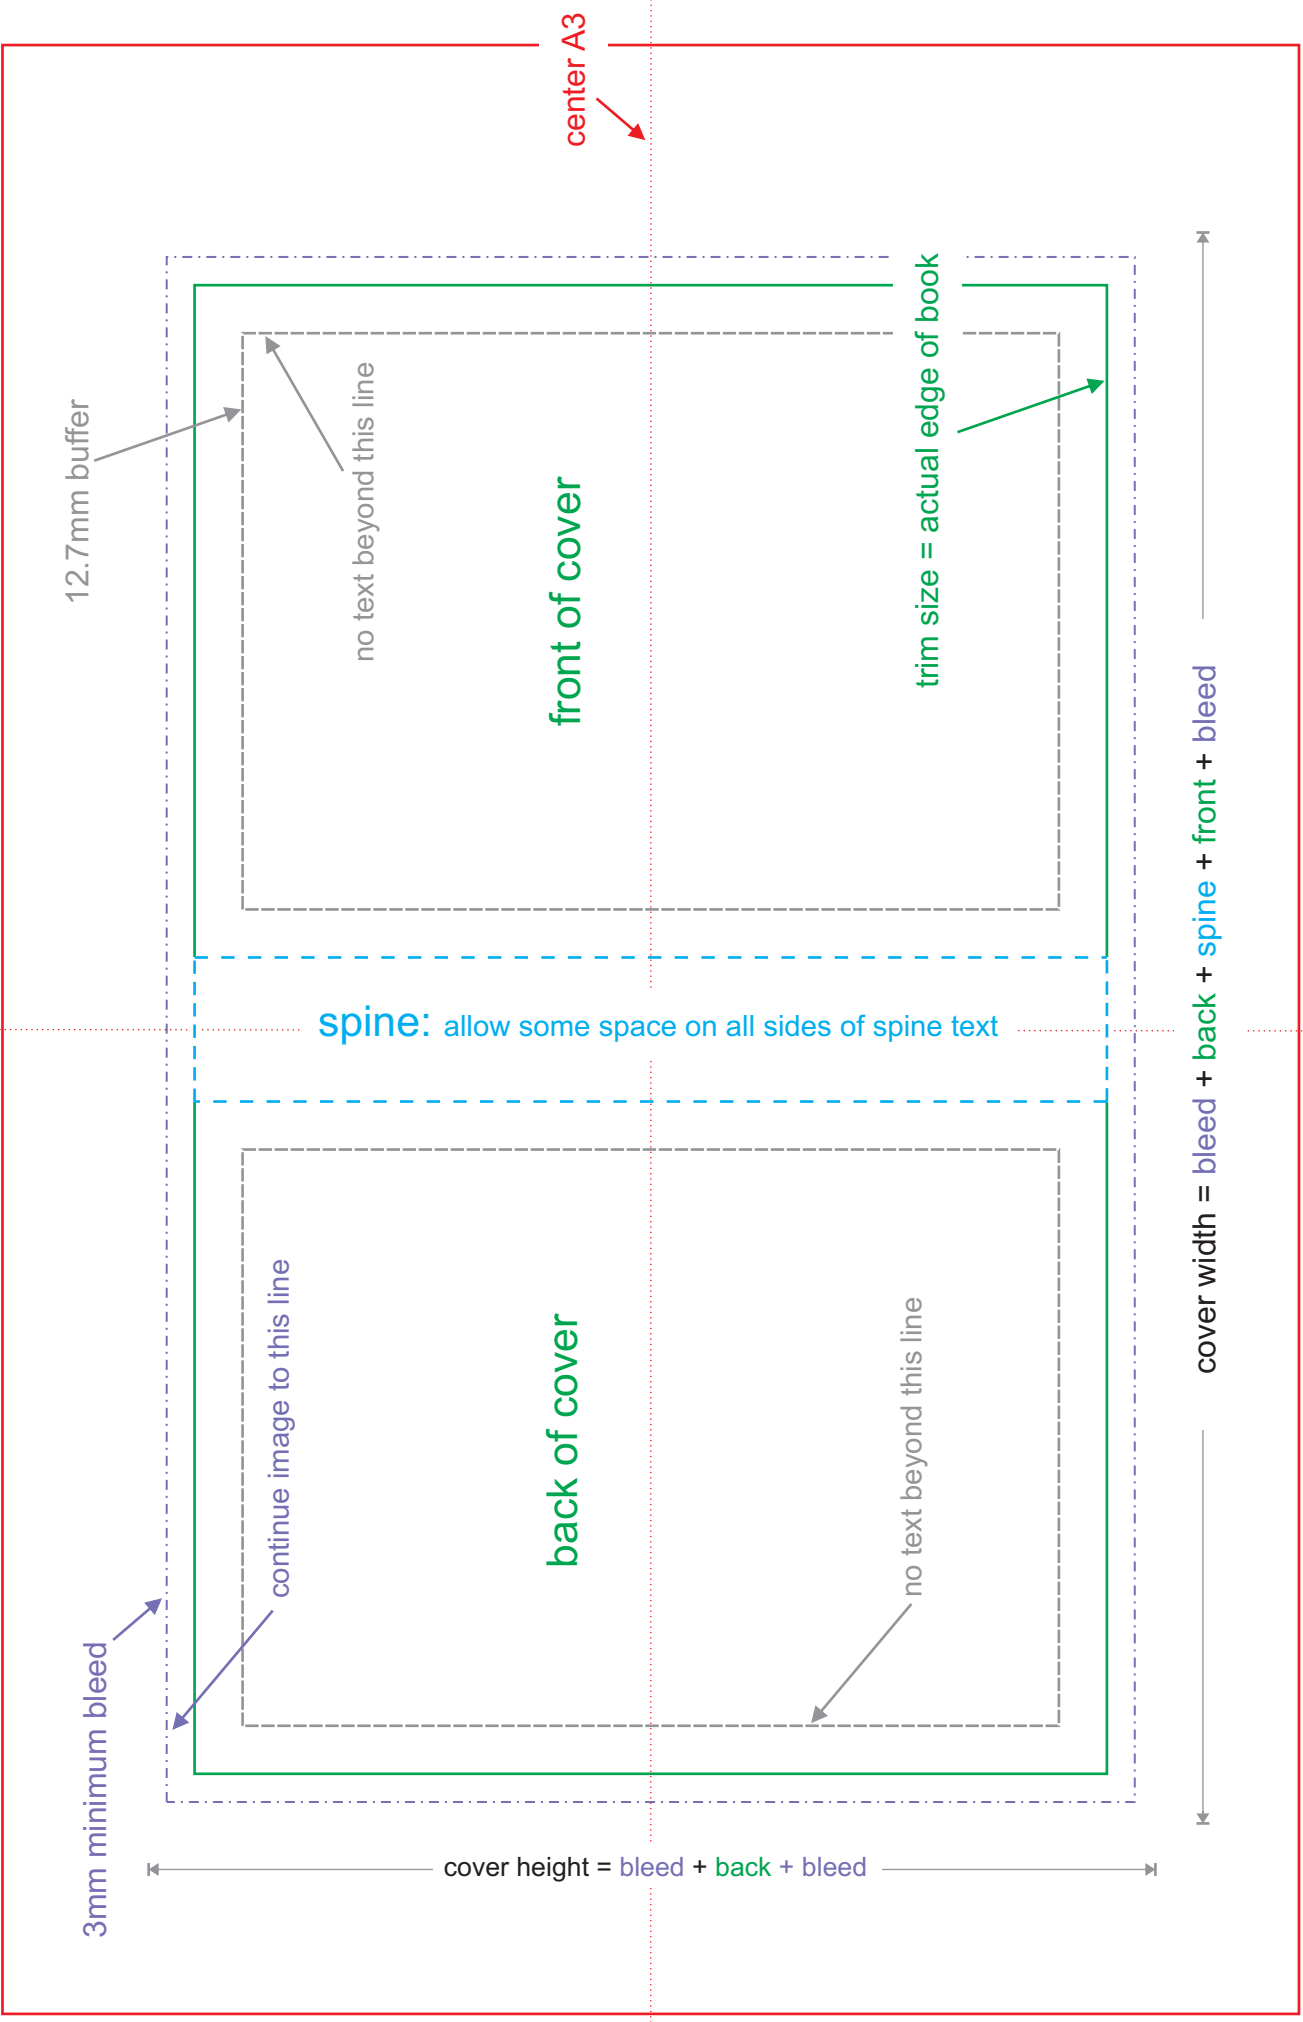 center A3
12.7mm buffer
no text beyond this line
front of cover
trim size = actual edge of book
spine: allow some space on all sides of spine text
cover width = bleed + back + spine + front + bleed
continue image to this line
back of cover
no text beyond this line
3mm minimum bleed
cover height = bleed + back + bleed